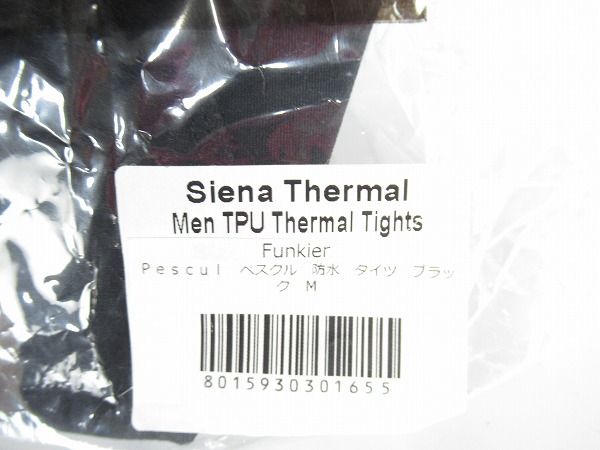 Siena Thermal
Men TPU Thermal Tights
Funkier
Pescul ペスクル 防水 タイツ ブラッ
ク M
8015930301655